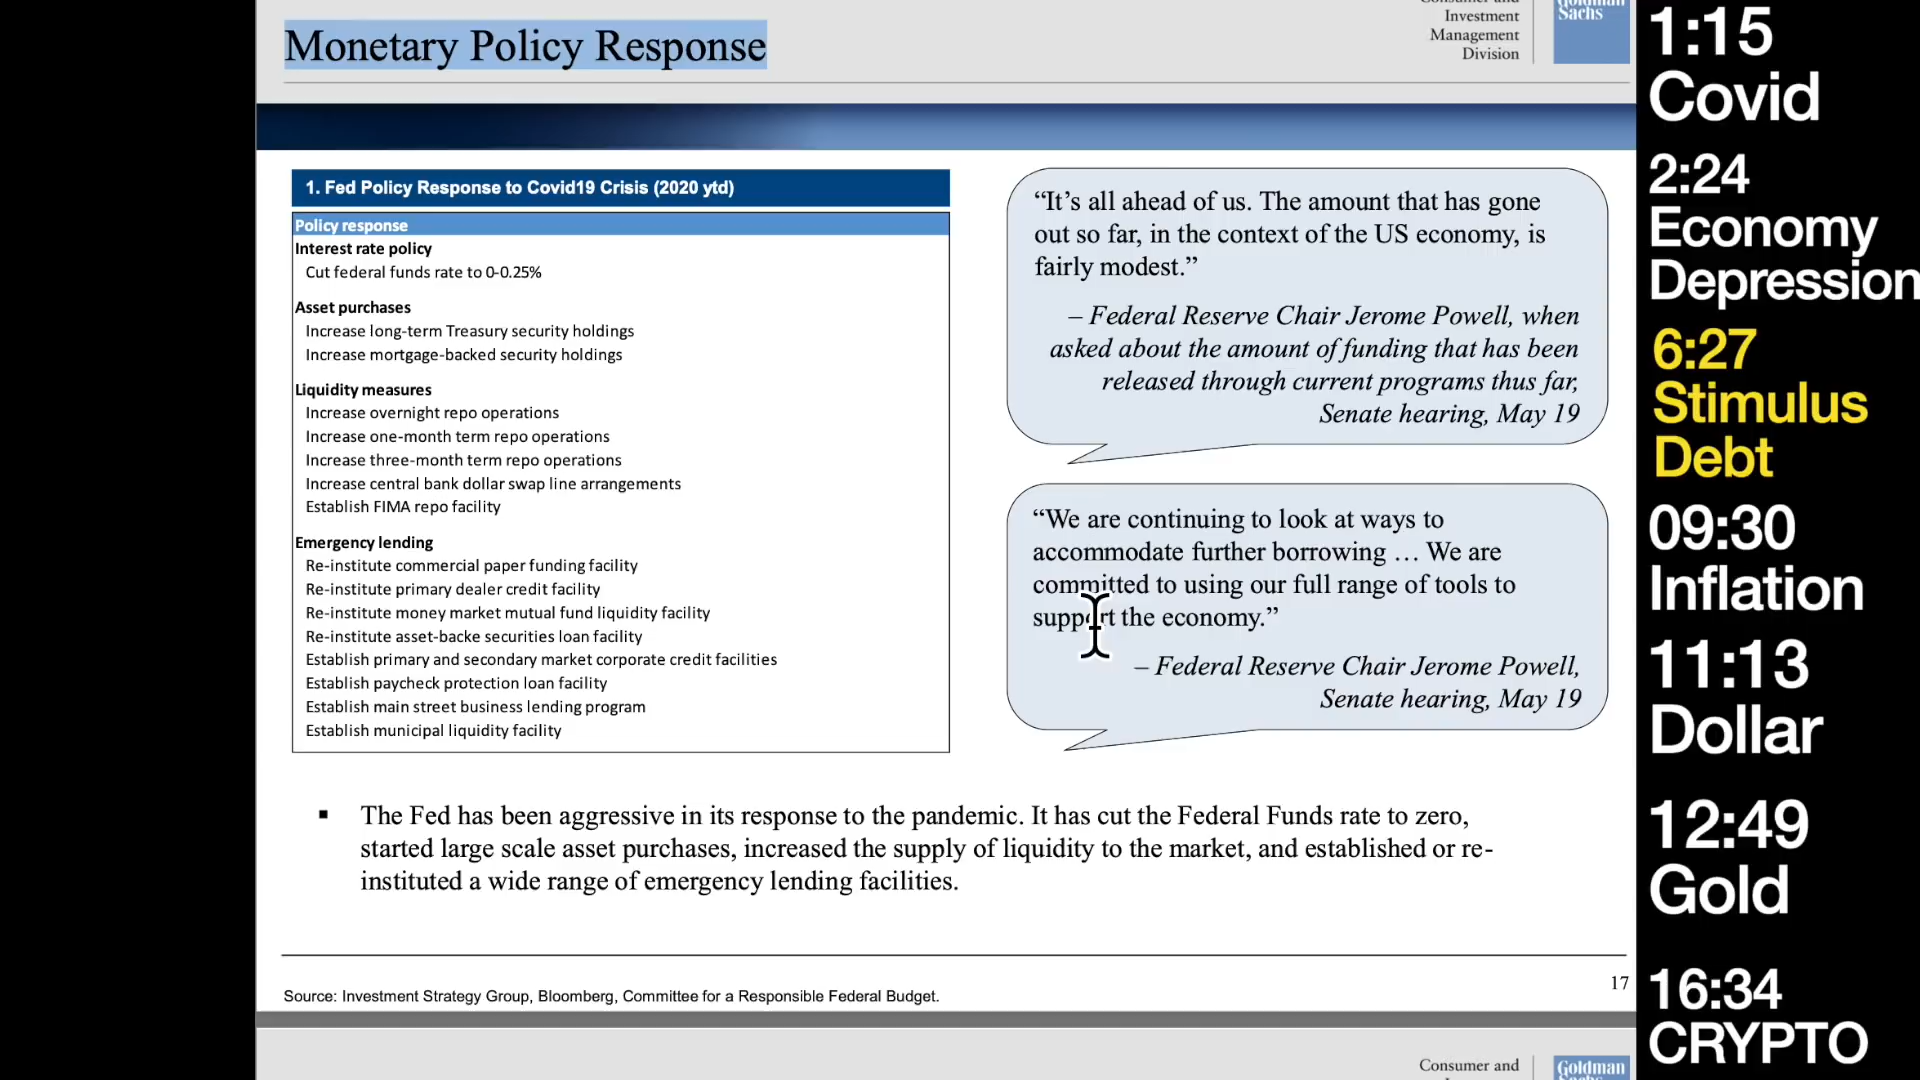 Monetary Policy Response
Consumer and
Investment
Management
Division
Goldman
Sachs
1. Fed Policy Response to Covid19 Crisis (2020 ytd)
Policy response
Interest rate policy
Cut federal funds rate to 0-0.25%
Asset purchases
Increase long-term Treasury security holdings
Increase mortgage-backed security holdings
Liquidity measures
Increase overnight repo operations
Increase one-month term repo operations
Increase three-month term repo operations
Increase central bank dollar swap line arrangements
Establish FIMA repo facility
Emergency lending
Re-institute commercial paper funding facility
Re-institute primary dealer credit facility
Re-institute money market mutual fund liquidity facility
Re-institute asset-backe securities loan facility
Establish primary and secondary market corporate credit facilities
Establish paycheck protection loan facility
Establish main street business lending program
Establish municipal liquidity facility
“It’s all ahead of us. The amount that has gone
out so far, in the context of the US economy, is
fairly modest.”
– Federal Reserve Chair Jerome Powell, when
asked about the amount of funding that has been
released through current programs thus far,
Senate hearing, May 19
“We are continuing to look at ways to
accommodate further borrowing … We are
committed to using our full range of tools to
support the economy.”
– Federal Reserve Chair Jerome Powell,
Senate hearing, May 19
▪ The Fed has been aggressive in its response to the pandemic. It has cut the Federal Funds rate to zero,
started large scale asset purchases, increased the supply of liquidity to the market, and established or re-
instituted a wide range of emergency lending facilities.
17
Source: Investment Strategy Group, Bloomberg, Committee for a Responsible Federal Budget.
Consumer and
Goldman
Sachs
1:15
Covid
2:24
Economy
Depression
6:27
Stimulus
Debt
09:30
Inflation
11:13
Dollar
12:49
Gold
16:34
CRYPTO